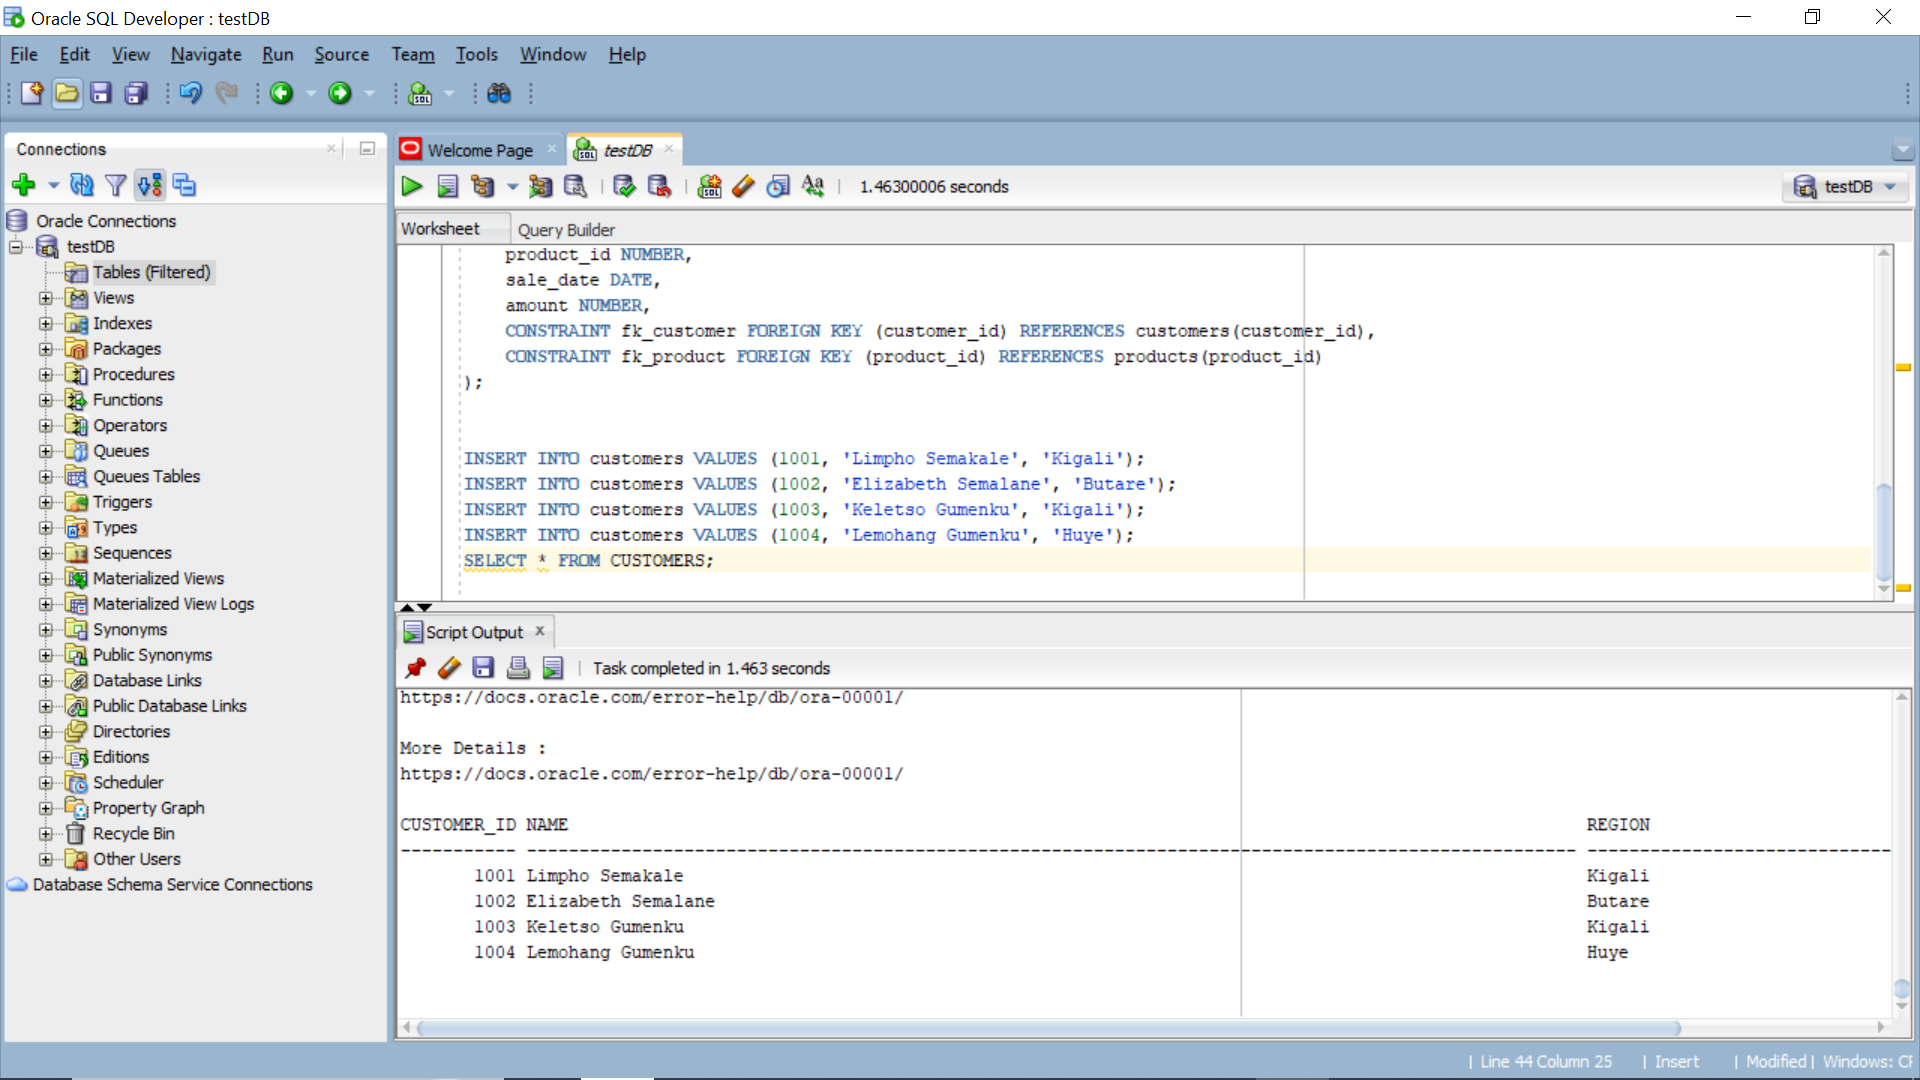 Oracle SQL Developer : testDB
File Edit View Navigate Run Source Team Tools Window Help
Connections
Oracle Connections
testDB
Tables (Filtered)
Views
Indexes
Packages
Procedures
Functions
Operators
Queues
Queues Tables
Triggers
Types
Sequences
Materialized Views
Materialized View Logs
Synonyms
Public Synonyms
Database Links
Public Database Links
Directories
Editions
Scheduler
Property Graph
Recycle Bin
Other Users
Database Schema Service Connections
Welcome Page testDB
1.46300006 seconds
testDB
Worksheet Query Builder
product_id NUMBER,
sale_date DATE,
amount NUMBER,
CONSTRAINT fk_customer FOREIGN KEY (customer_id) REFERENCES customers(customer_id),
CONSTRAINT fk_product FOREIGN KEY (product_id) REFERENCES products(product_id)
);
INSERT INTO customers VALUES (1001, 'Limpho Semakale', 'Kigali');
INSERT INTO customers VALUES (1002, 'Elizabeth Semalane', 'Butare');
INSERT INTO customers VALUES (1003, 'Keletso Gumenku', 'Kigali');
INSERT INTO customers VALUES (1004, 'Lemohang Gumenku', 'Huye');
SELECT * FROM CUSTOMERS;
Script Output
Task completed in 1.463 seconds
https://docs.oracle.com/error-help/db/ora-00001/
More Details :
https://docs.oracle.com/error-help/db/ora-00001/
CUSTOMER_ID NAME REGION
1001 Limpho Semakale Kigali
1002 Elizabeth Semalane Butare
1003 Keletso Gumenku Kigali
1004 Lemohang Gumenku Huye
Line 44 Column 25 | Insert | Modified | Windows: